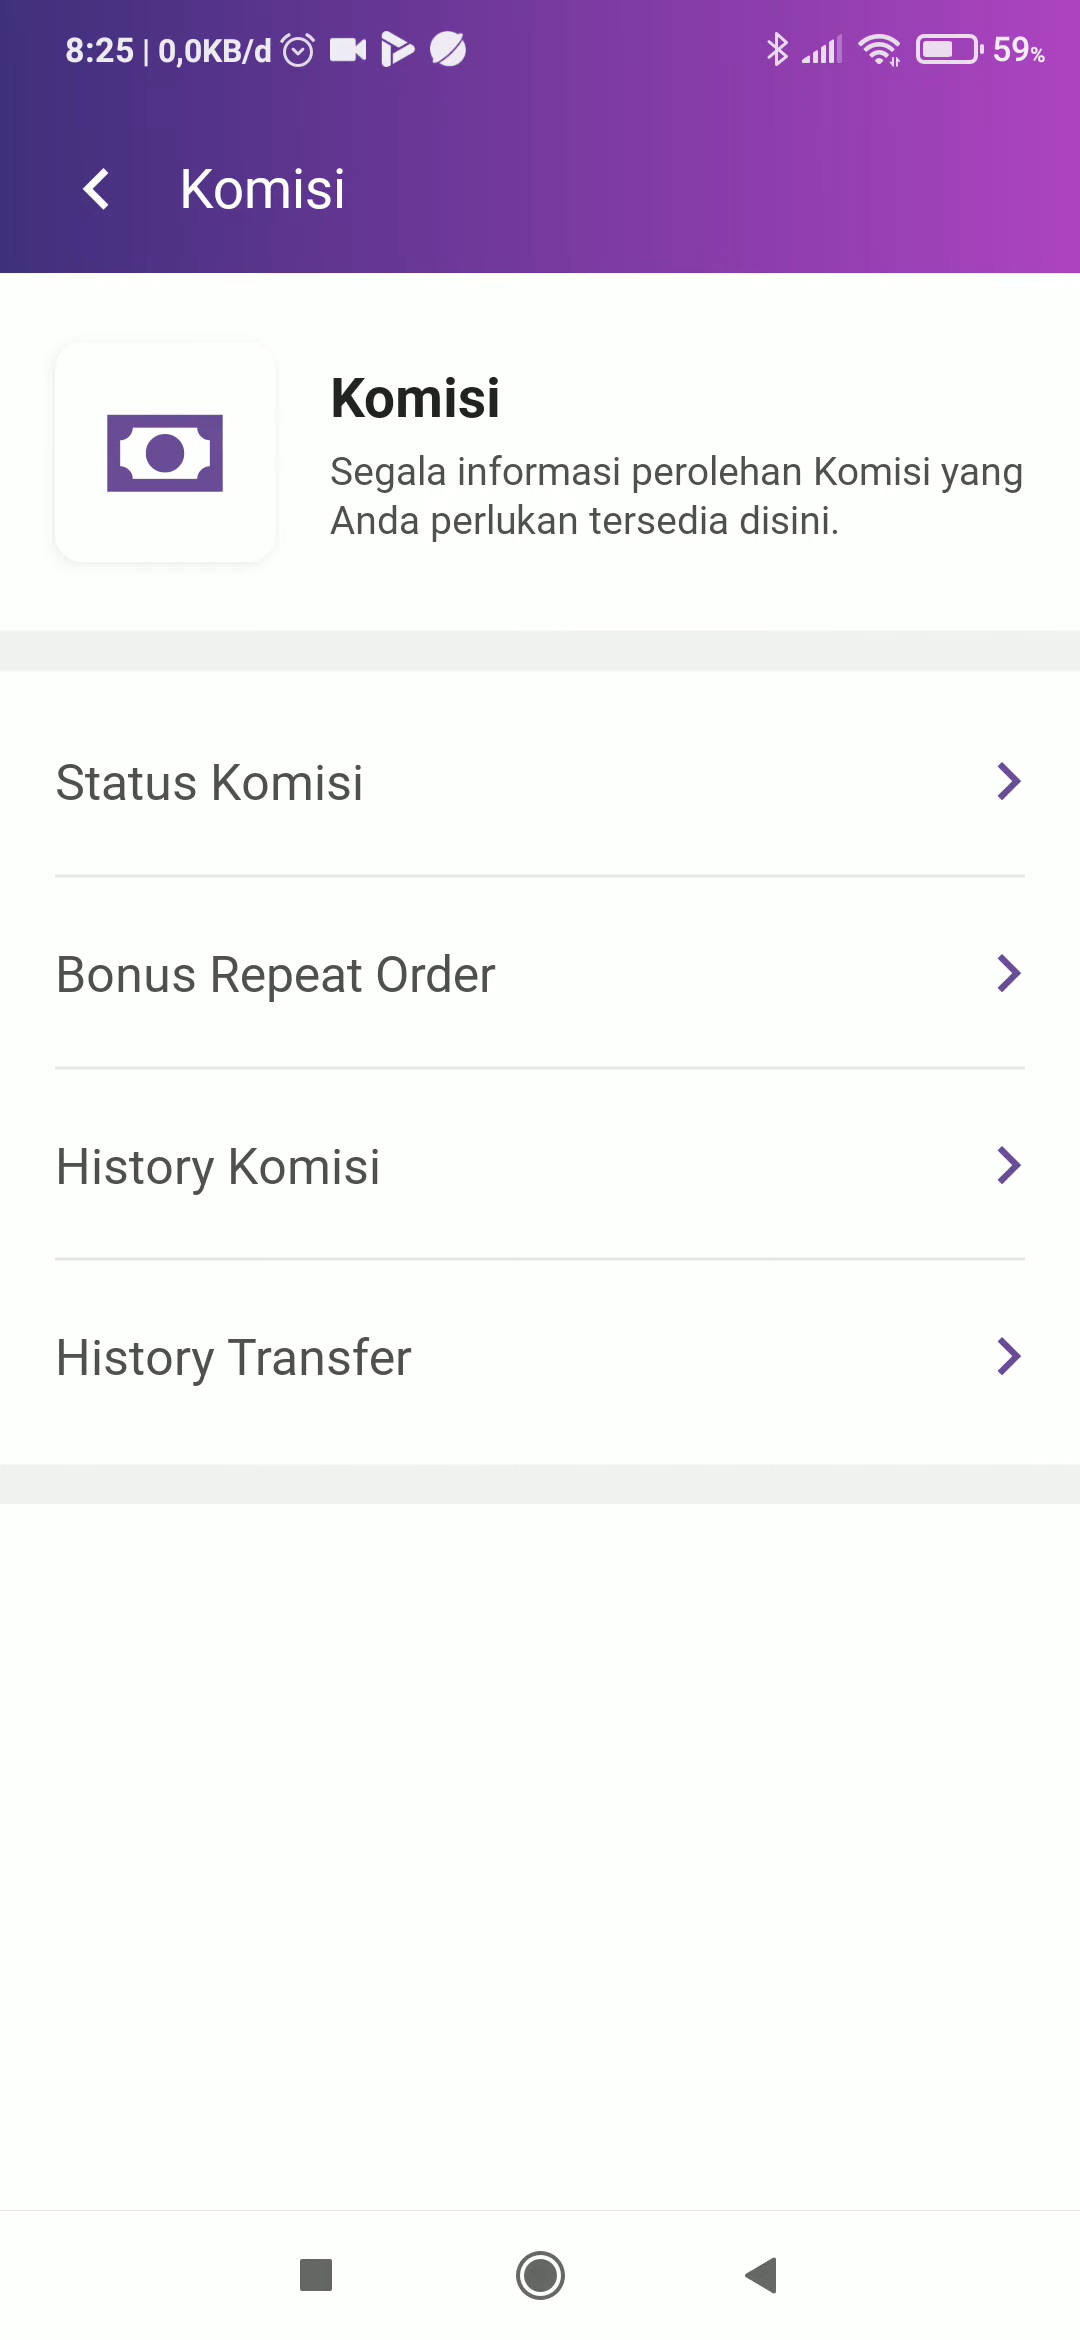 8:25 | 0,0KB/d
59%
Komisi
Komisi
Segala informasi perolehan Komisi yang
Anda perlukan tersedia disini.
Status Komisi
Bonus Repeat Order
History Komisi
History Transfer